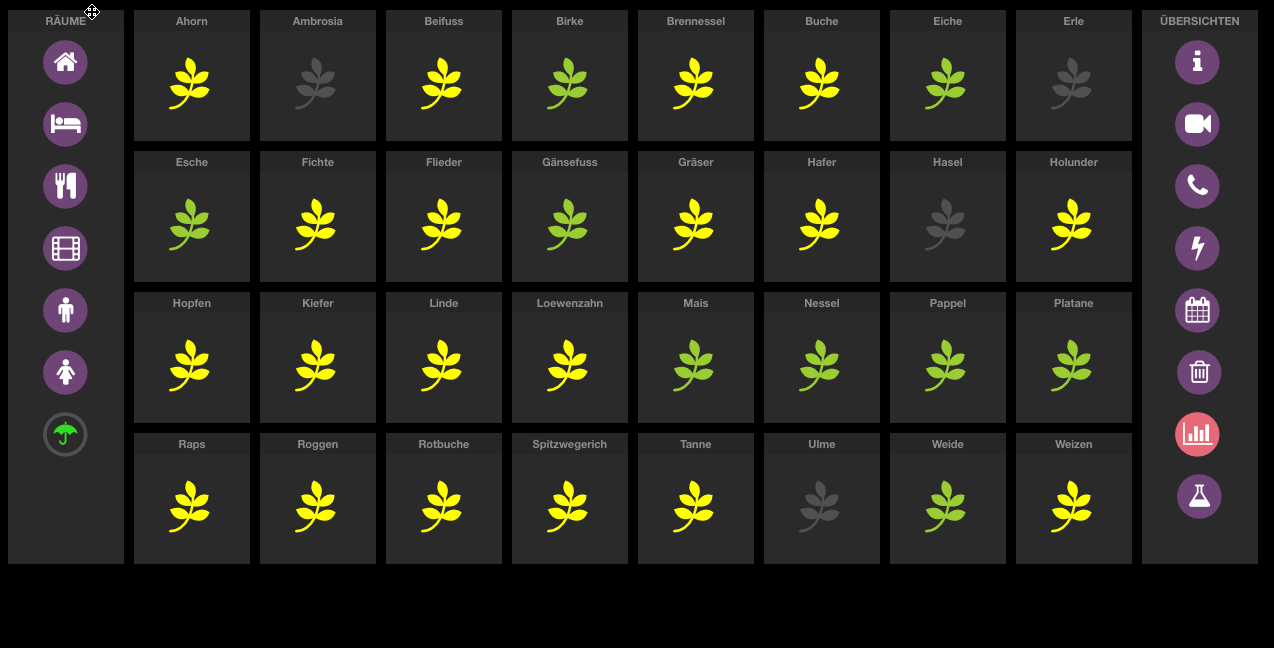 RÄUME
Ahorn
Ambrosia
Beifuss
Birke
Brennessel
Buche
Eiche
Erle
ÜBERSICHTEN
Esche
Fichte
Flieder
Gänsefuss
Gräser
Hafer
Hasel
Holunder
Hopfen
Kiefer
Linde
Loewenzahn
Mais
Nessel
Pappel
Platane
Raps
Roggen
Rotbuche
Spitzwegerich
Tanne
Ulme
Weide
Weizen